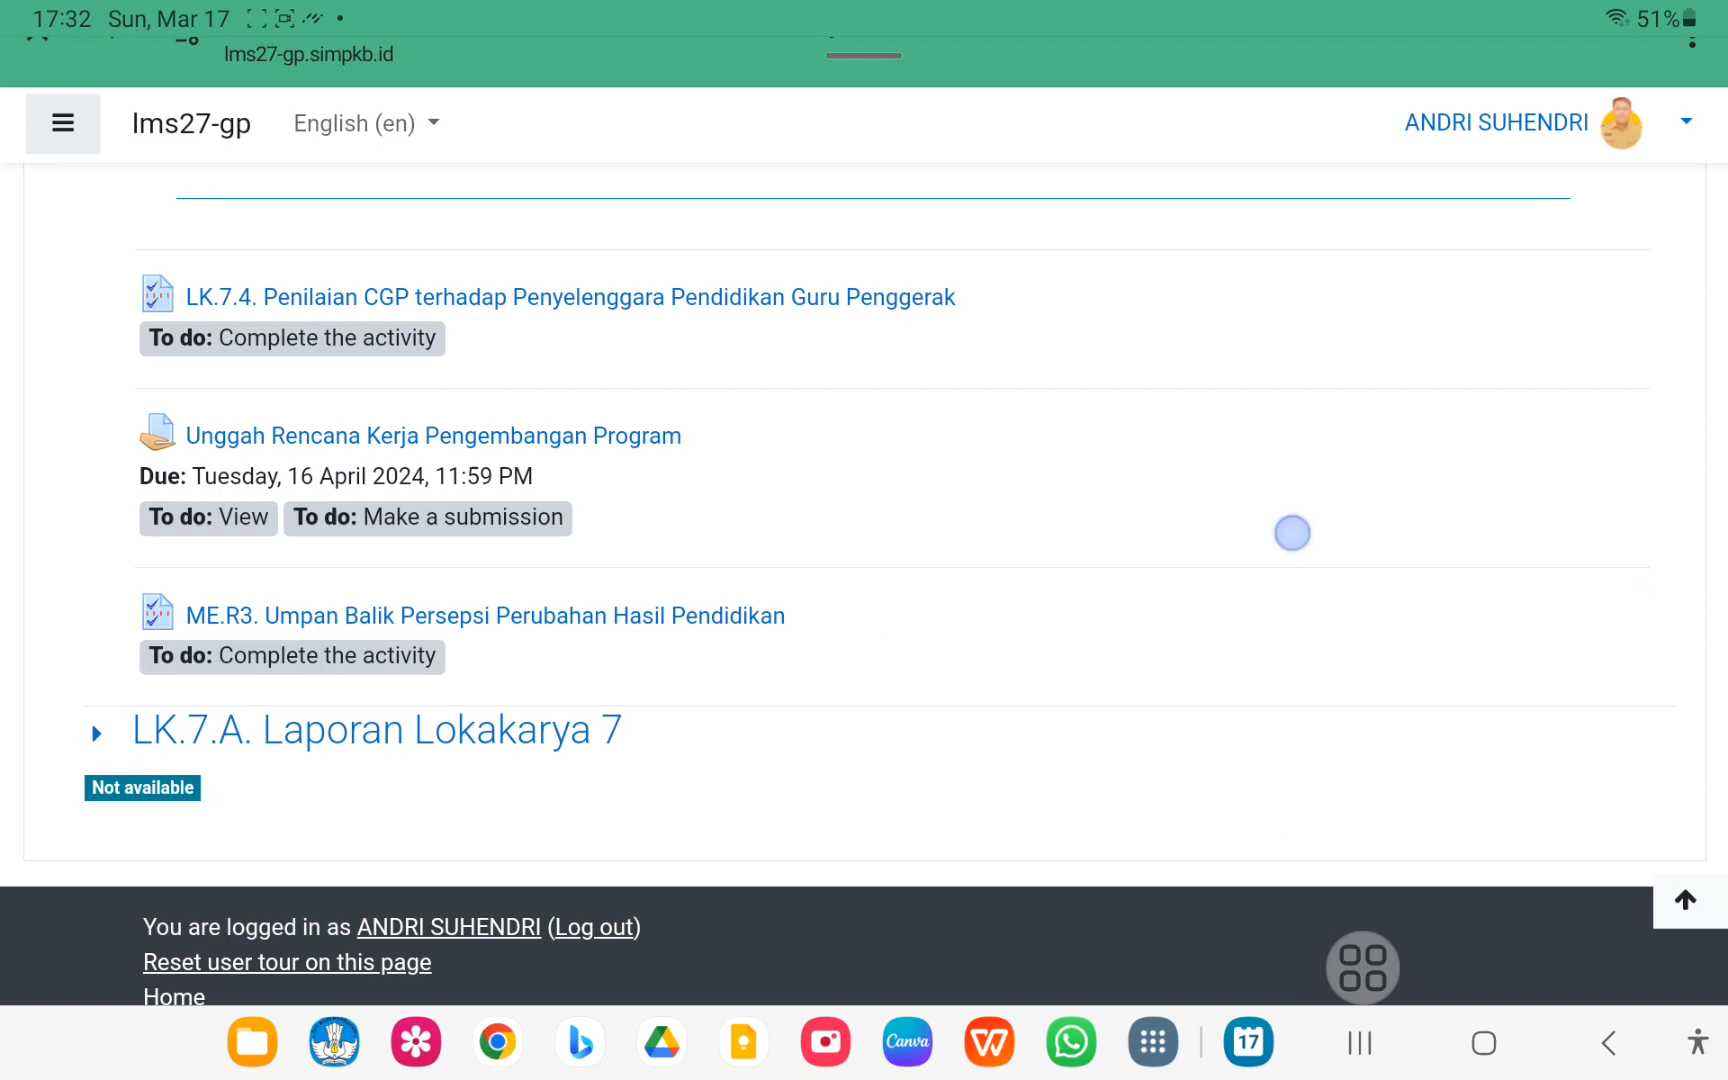 17:32 Sun, Mar 17
51%
lms27-gp.simpkb.id
lms27-gp
English (en)
ANDRI SUHENDRI
LK.7.4. Penilaian CGP terhadap Penyelenggara Pendidikan Guru Penggerak
To do: Complete the activity
Unggah Rencana Kerja Pengembangan Program
Due: Tuesday, 16 April 2024, 11:59 PM
To do: View To do: Make a submission
ME.R3. Umpan Balik Persepsi Perubahan Hasil Pendidikan
To do: Complete the activity
LK.7.A. Laporan Lokakarya 7
Not available
You are logged in as ANDRI SUHENDRI (Log out)
Reset user tour on this page
Home
Canva
17